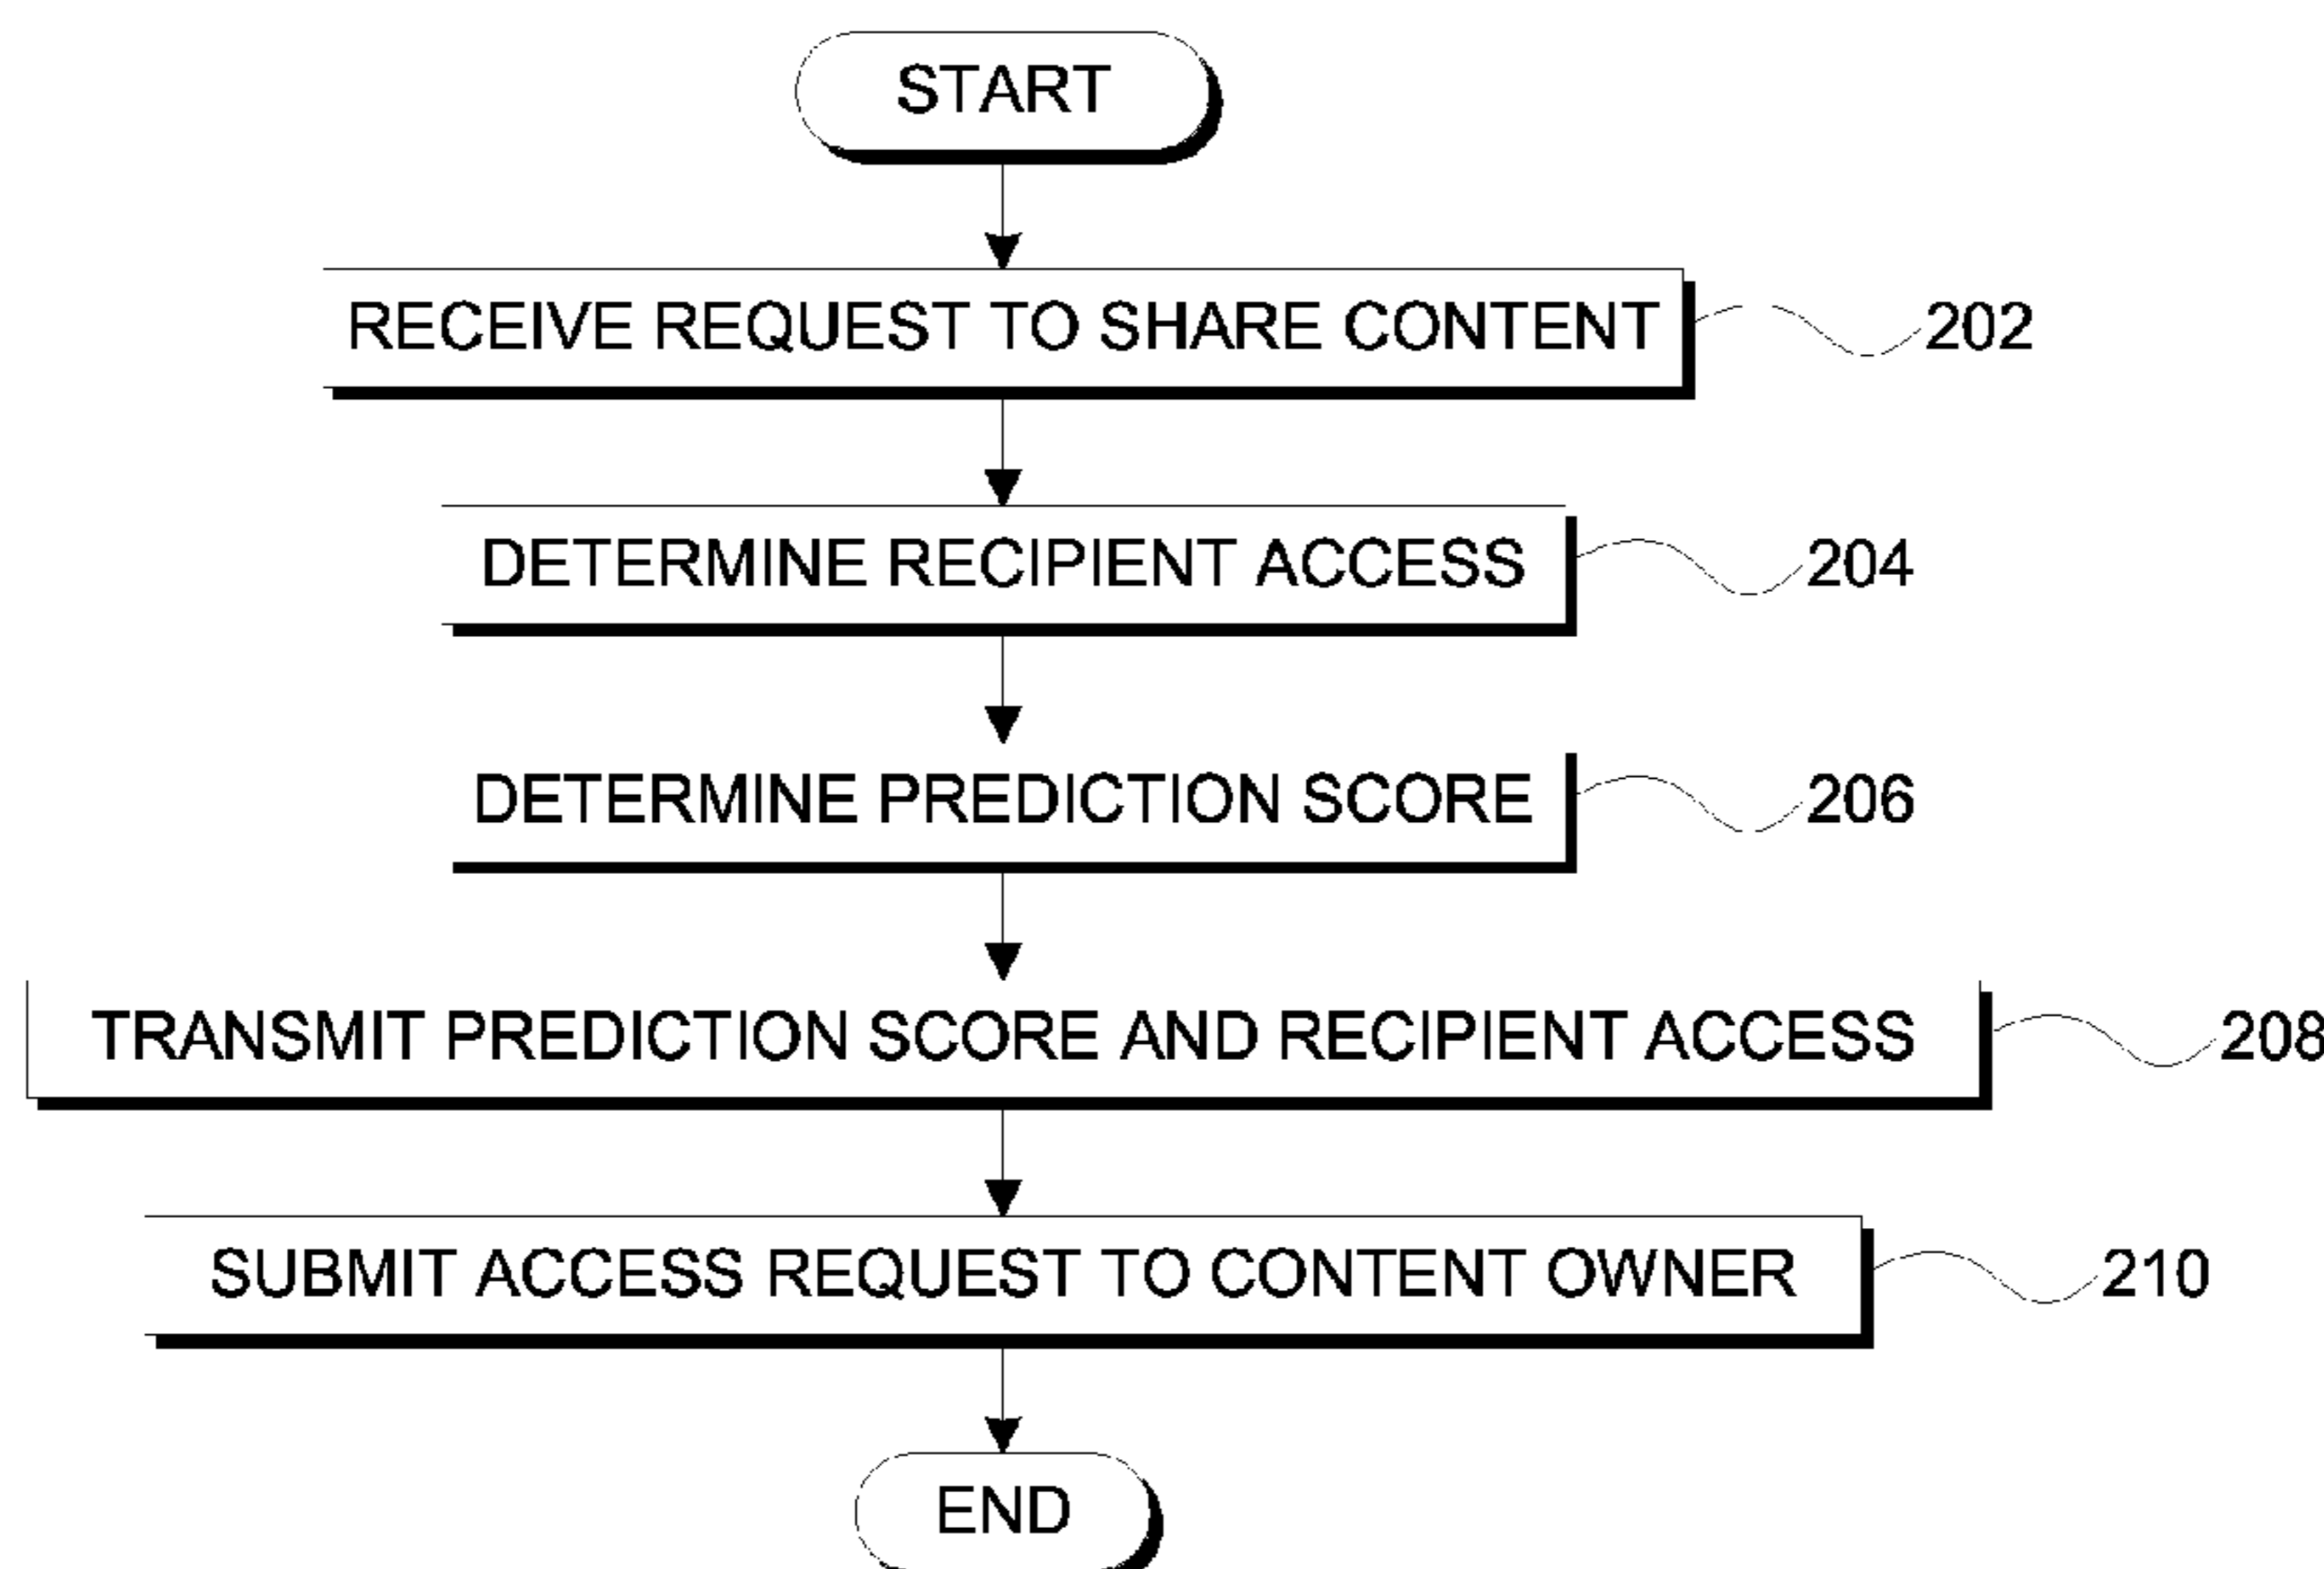 START
RECEIVE REQUEST TO SHARE CONTENT 202
DETERMINE RECIPIENT ACCESS 204
DETERMINE PREDICTION SCORE 206
TRANSMIT PREDICTION SCORE AND RECIPIENT ACCESS 208
SUBMIT ACCESS REQUEST TO CONTENT OWNER 210
END